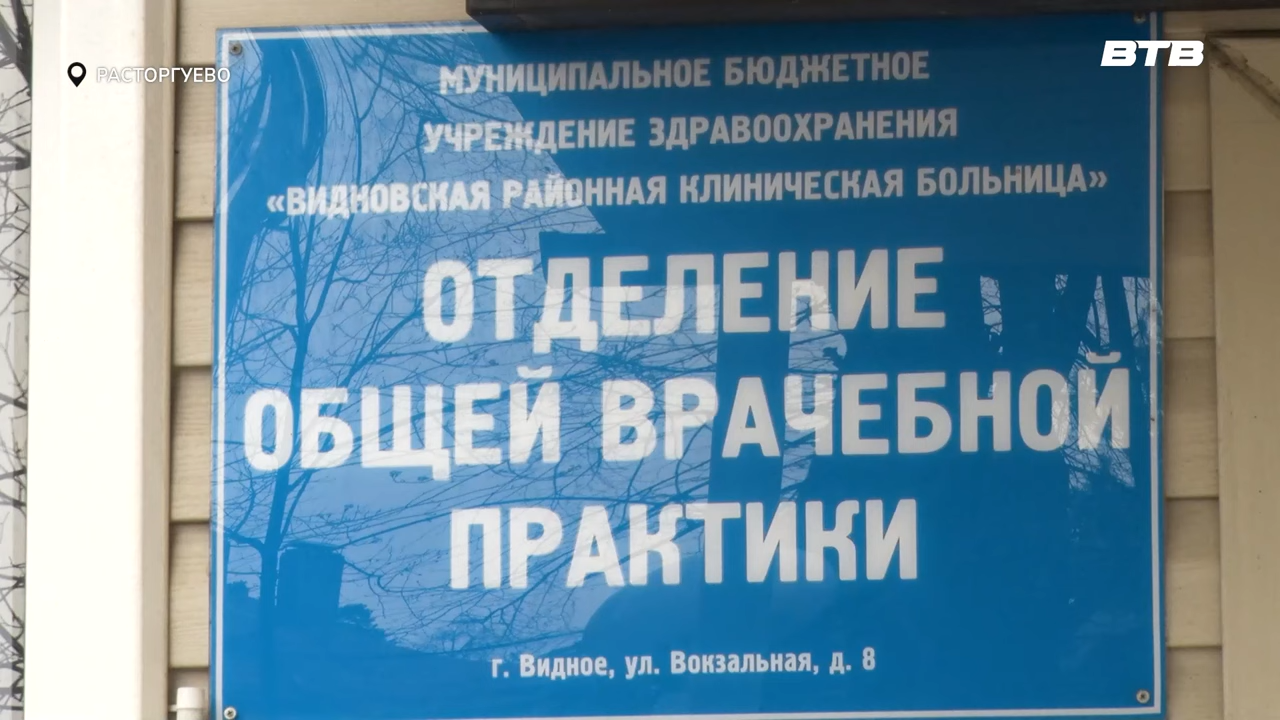 РАСТОРГУЕВО
ВТВ
МУНИЦИПАЛЬНОЕ БЮДЖЕТНОЕ
УЧРЕЖДЕНИЕ ЗДРАВООХРАНЕНИЯ
«ВИДНОВСКАЯ РАЙОННАЯ КЛИНИЧЕСКАЯ БОЛЬНИЦА»
ОТДЕЛЕНИЕ
ОБЩЕЙ ВРАЧЕБНОЙ
ПРАКТИКИ
г. Видное, ул. Вокзальная, д. 8